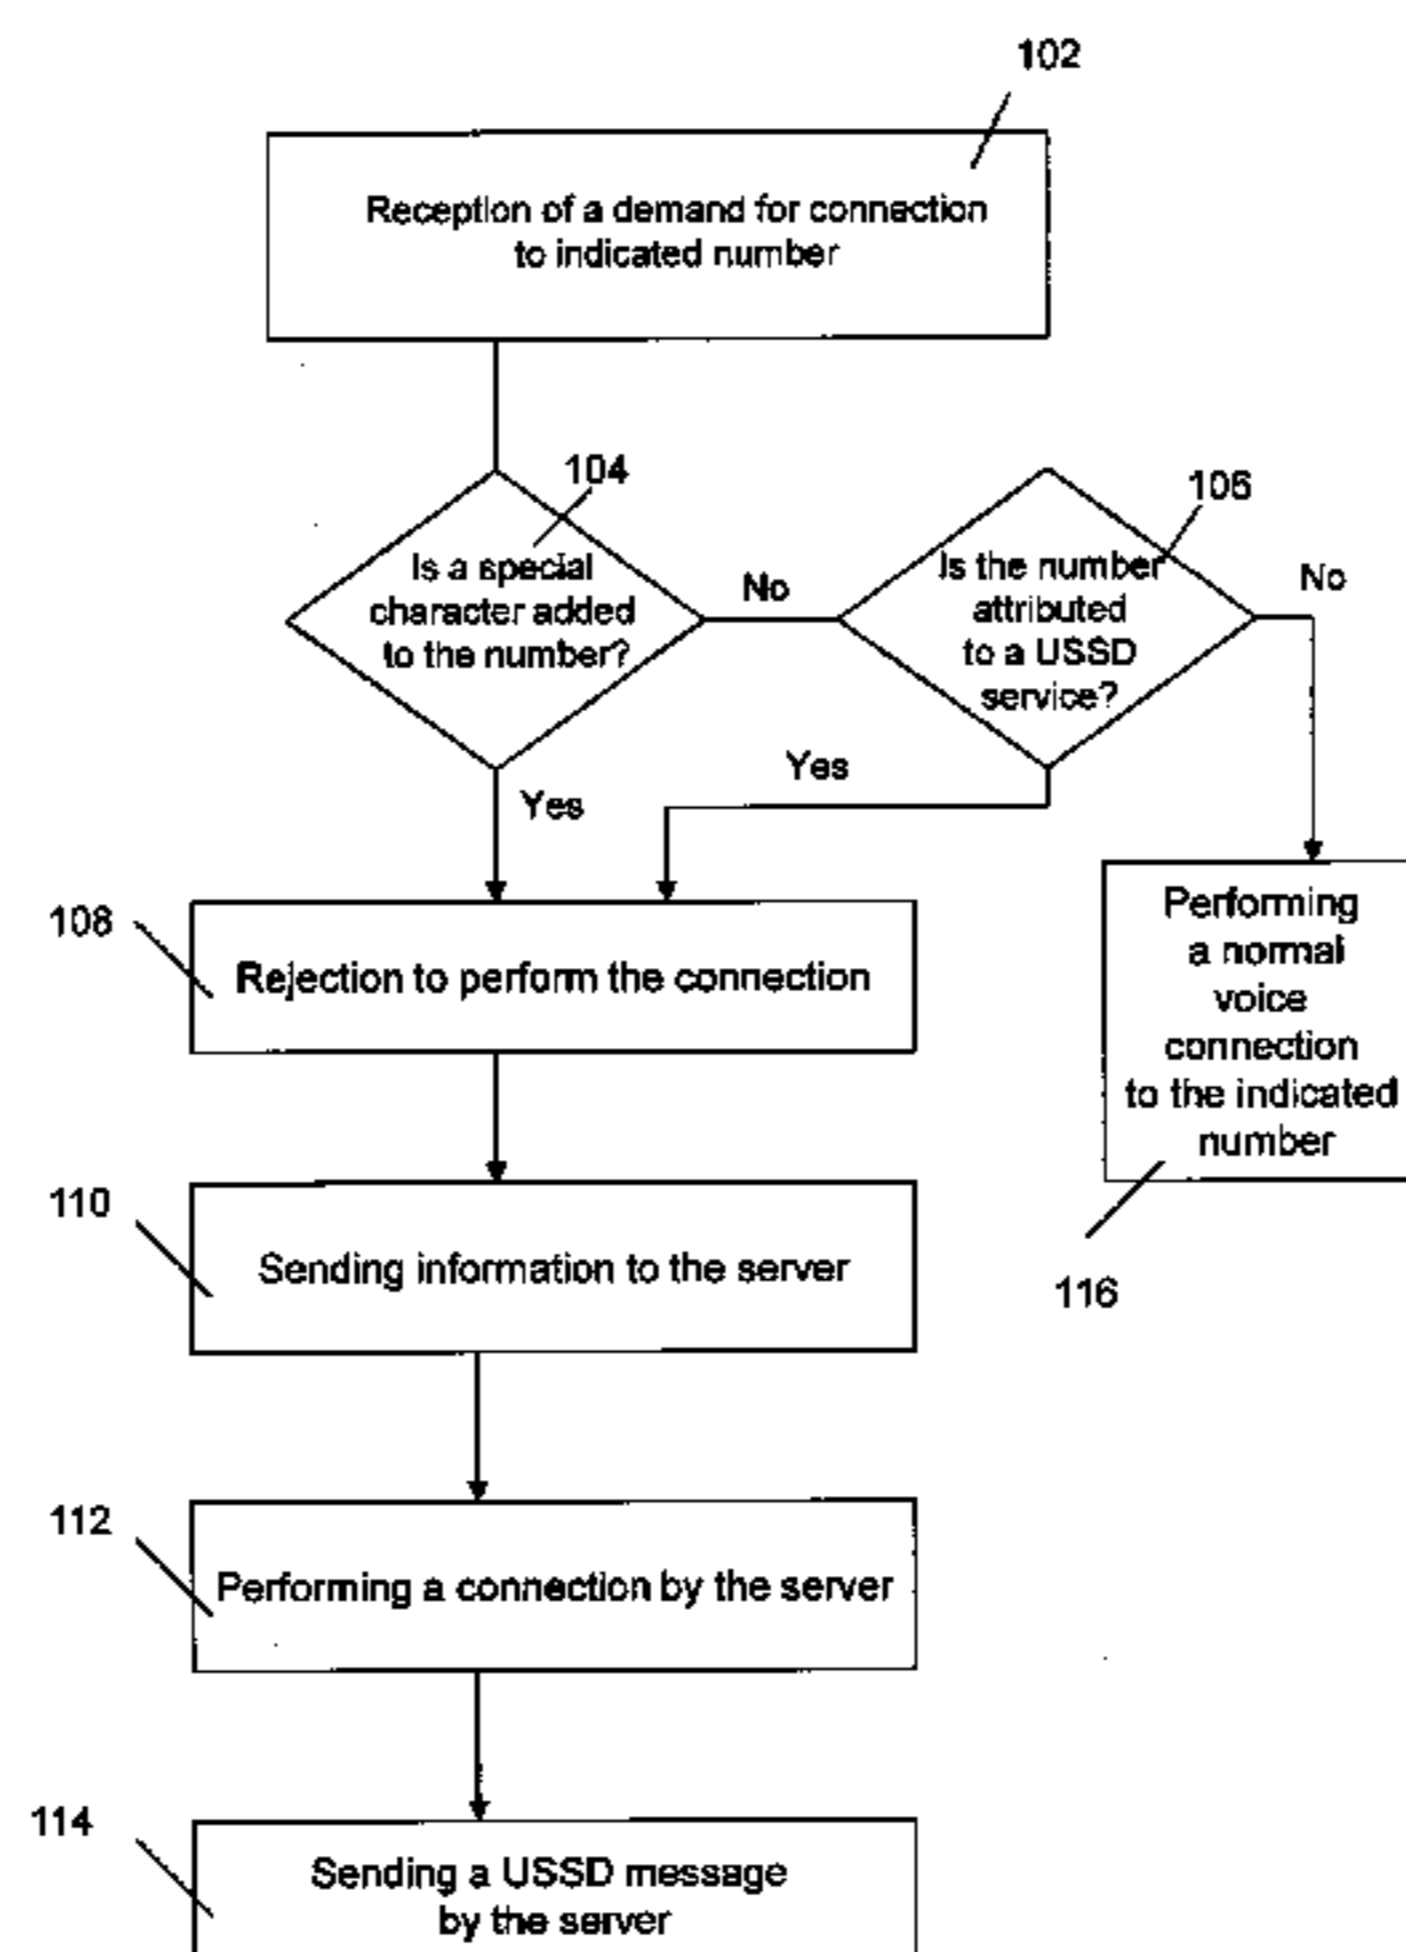 102
Reception of a demand for connection
to indicated number
104
Is a special
character added
to the number?
No
106
Is the number
attributed
to a USSD
service?
No
Yes
Yes
108
Rejection to perform the connection
Performing
a normal
voice
connection
to the indicated
number
116
110
Sending information to the server
112
Performing a connection by the server
114
Sending a USSD message
by the server